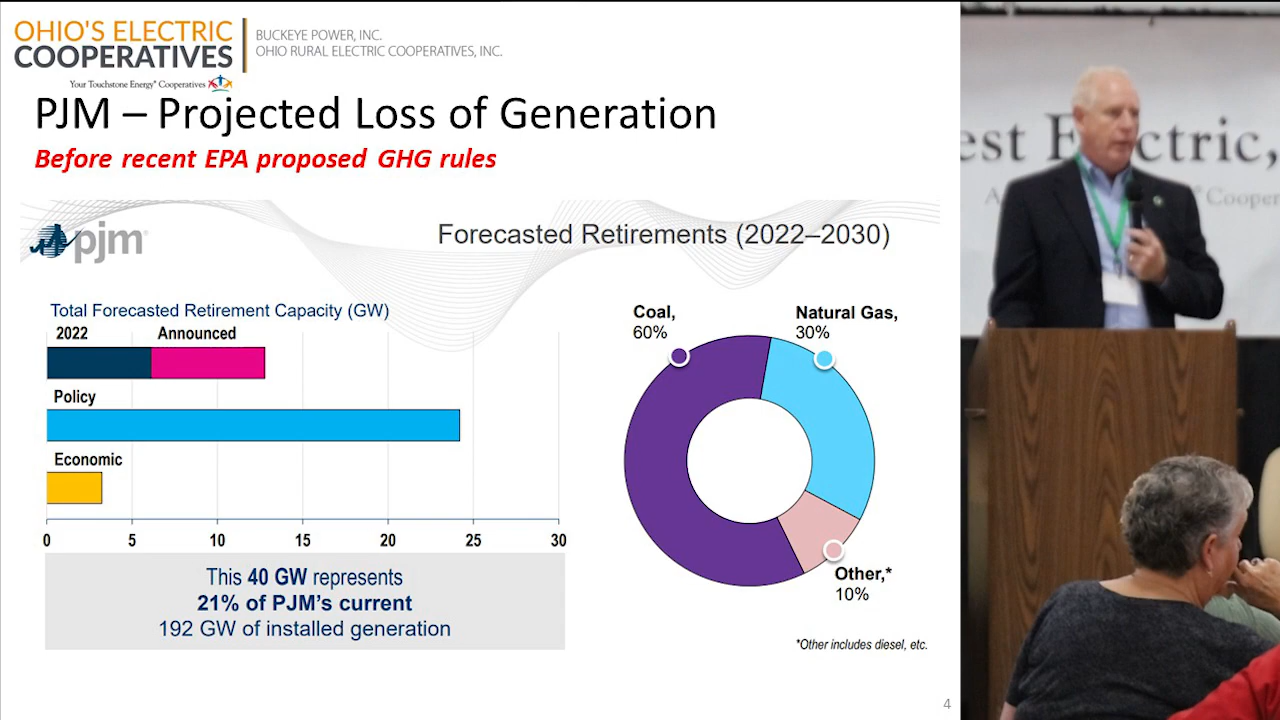 OHIO'S ELECTRIC
COOPERATIVES
BUCKEYE POWER, INC.
OHIO RURAL ELECTRIC COOPERATIVES, INC.
Your Touchstone Energy® Cooperatives
PJM – Projected Loss of Generation
Before recent EPA proposed GHG rules
pjm®
Forecasted Retirements (2022–2030)
Total Forecasted Retirement Capacity (GW)
2022 Announced
Policy
Economic
0 5 10 15 20 25 30
This 40 GW represents
21% of PJM's current
192 GW of installed generation
Coal,
60%
Natural Gas,
30%
Other,*
10%
*Other includes diesel, etc.
4
est E ctric,
Cooper